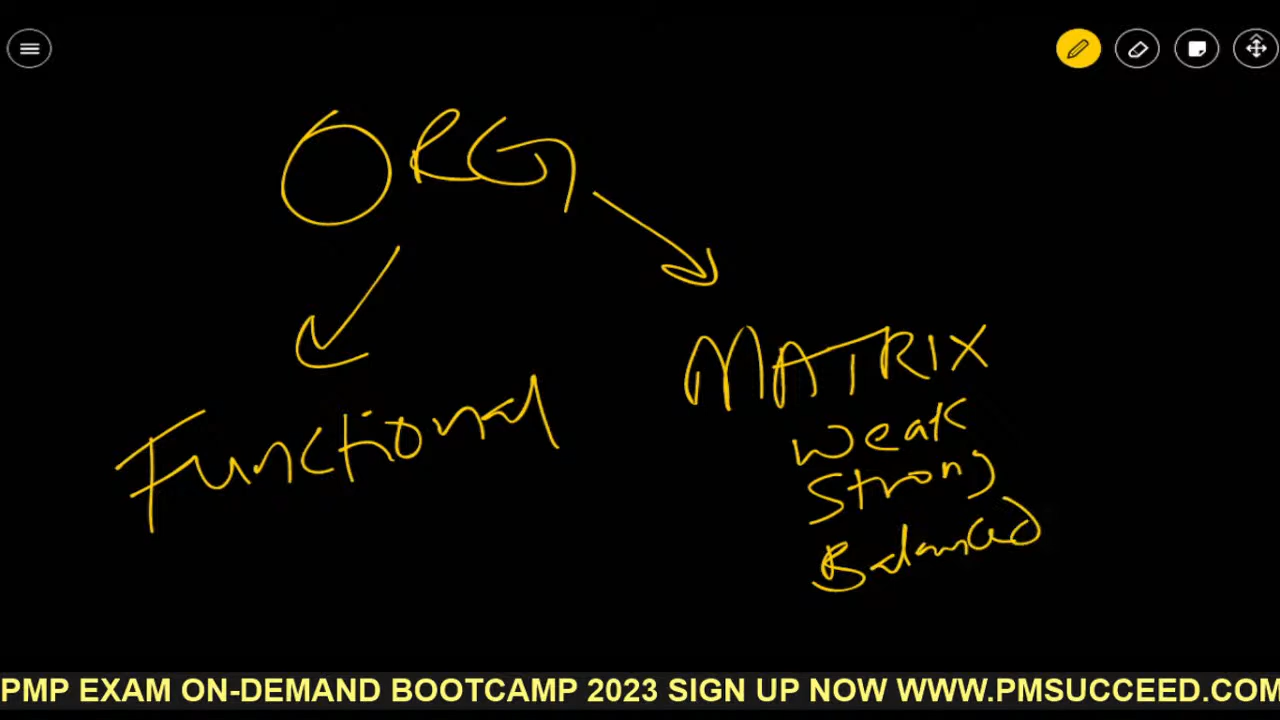 ORG
Functional
MATRIX
Weak
Strong
Balanced
PMP EXAM ON-DEMAND BOOTCAMP 2023 SIGN UP NOW WWW.PMSUCCEED.COM